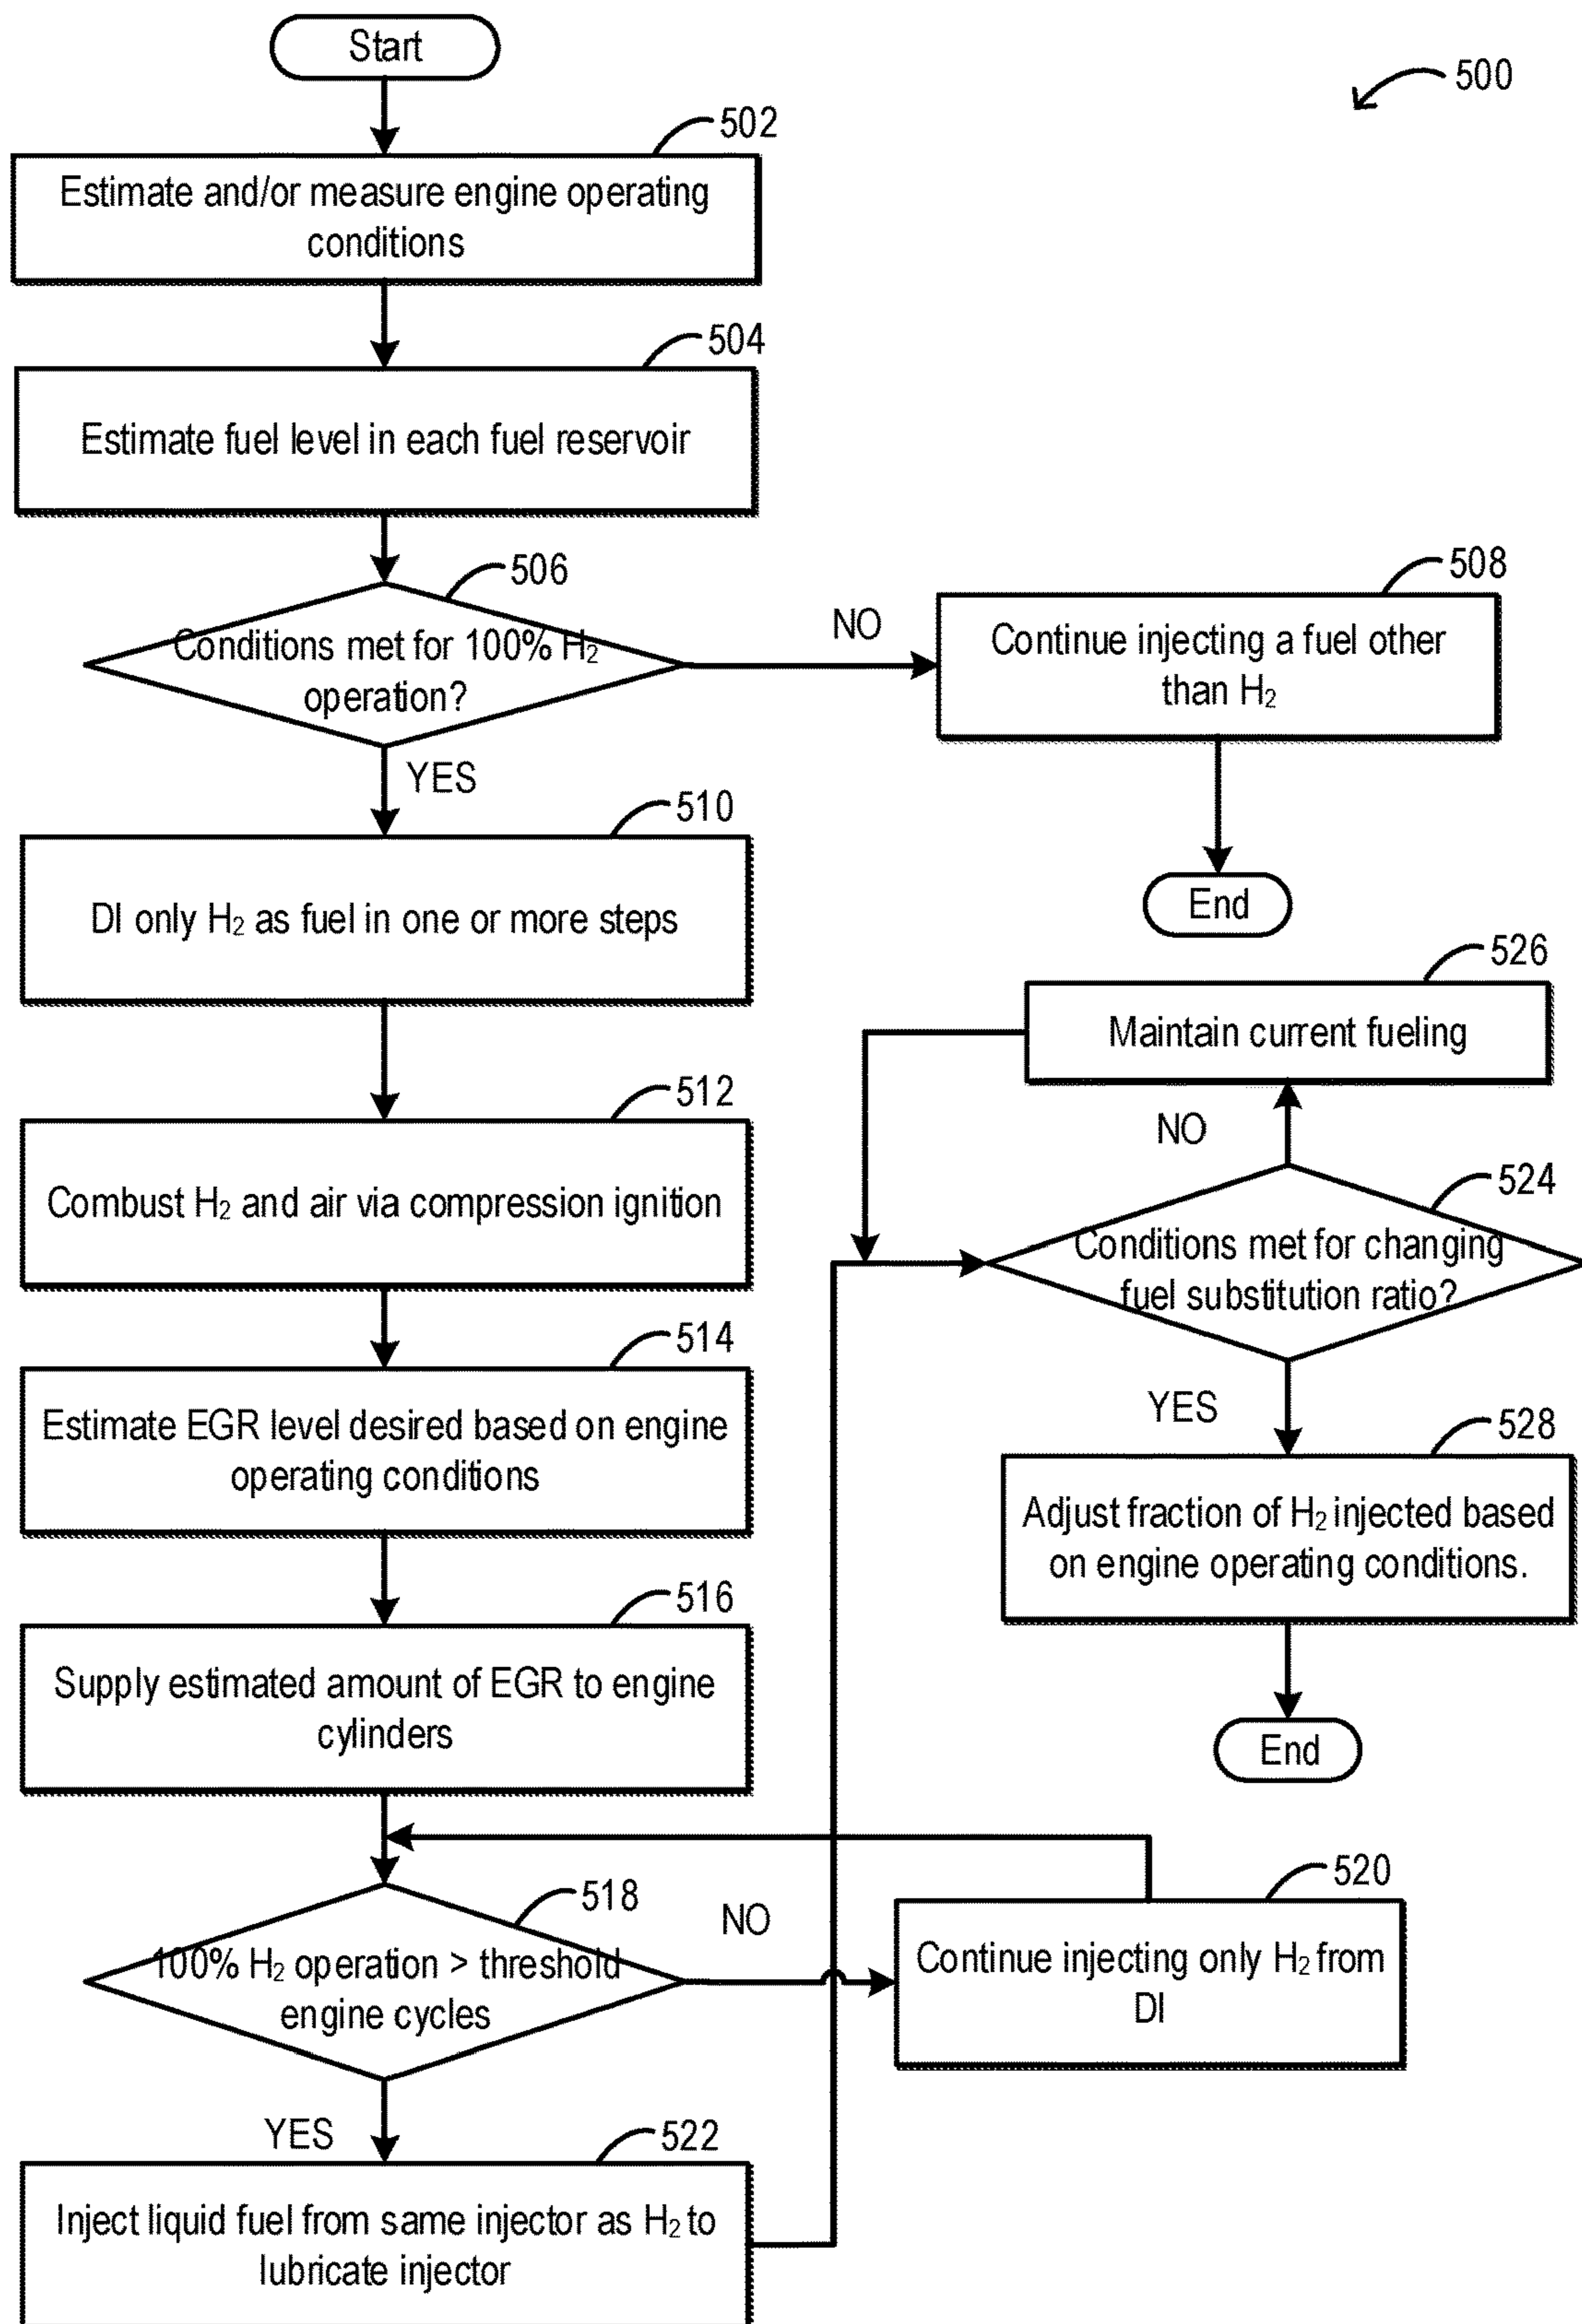 Start
500
502
Estimate and/or measure engine operating
conditions
504
Estimate fuel level in each fuel reservoir
506
Conditions met for 100% H₂
operation?
NO
508
Continue injecting a fuel other
than H₂
End
YES
510
DI only H₂ as fuel in one or more steps
512
Combust H₂ and air via compression ignition
514
Estimate EGR level desired based on engine
operating conditions
516
Supply estimated amount of EGR to engine
cylinders
518
100% H₂ operation > threshold
engine cycles
NO
520
Continue injecting only H₂ from
DI
YES
522
Inject liquid fuel from same injector as H₂ to
lubricate injector
524
Conditions met for changing
fuel substitution ratio?
NO
526
Maintain current fueling
YES
528
Adjust fraction of H₂ injected based
on engine operating conditions.
End